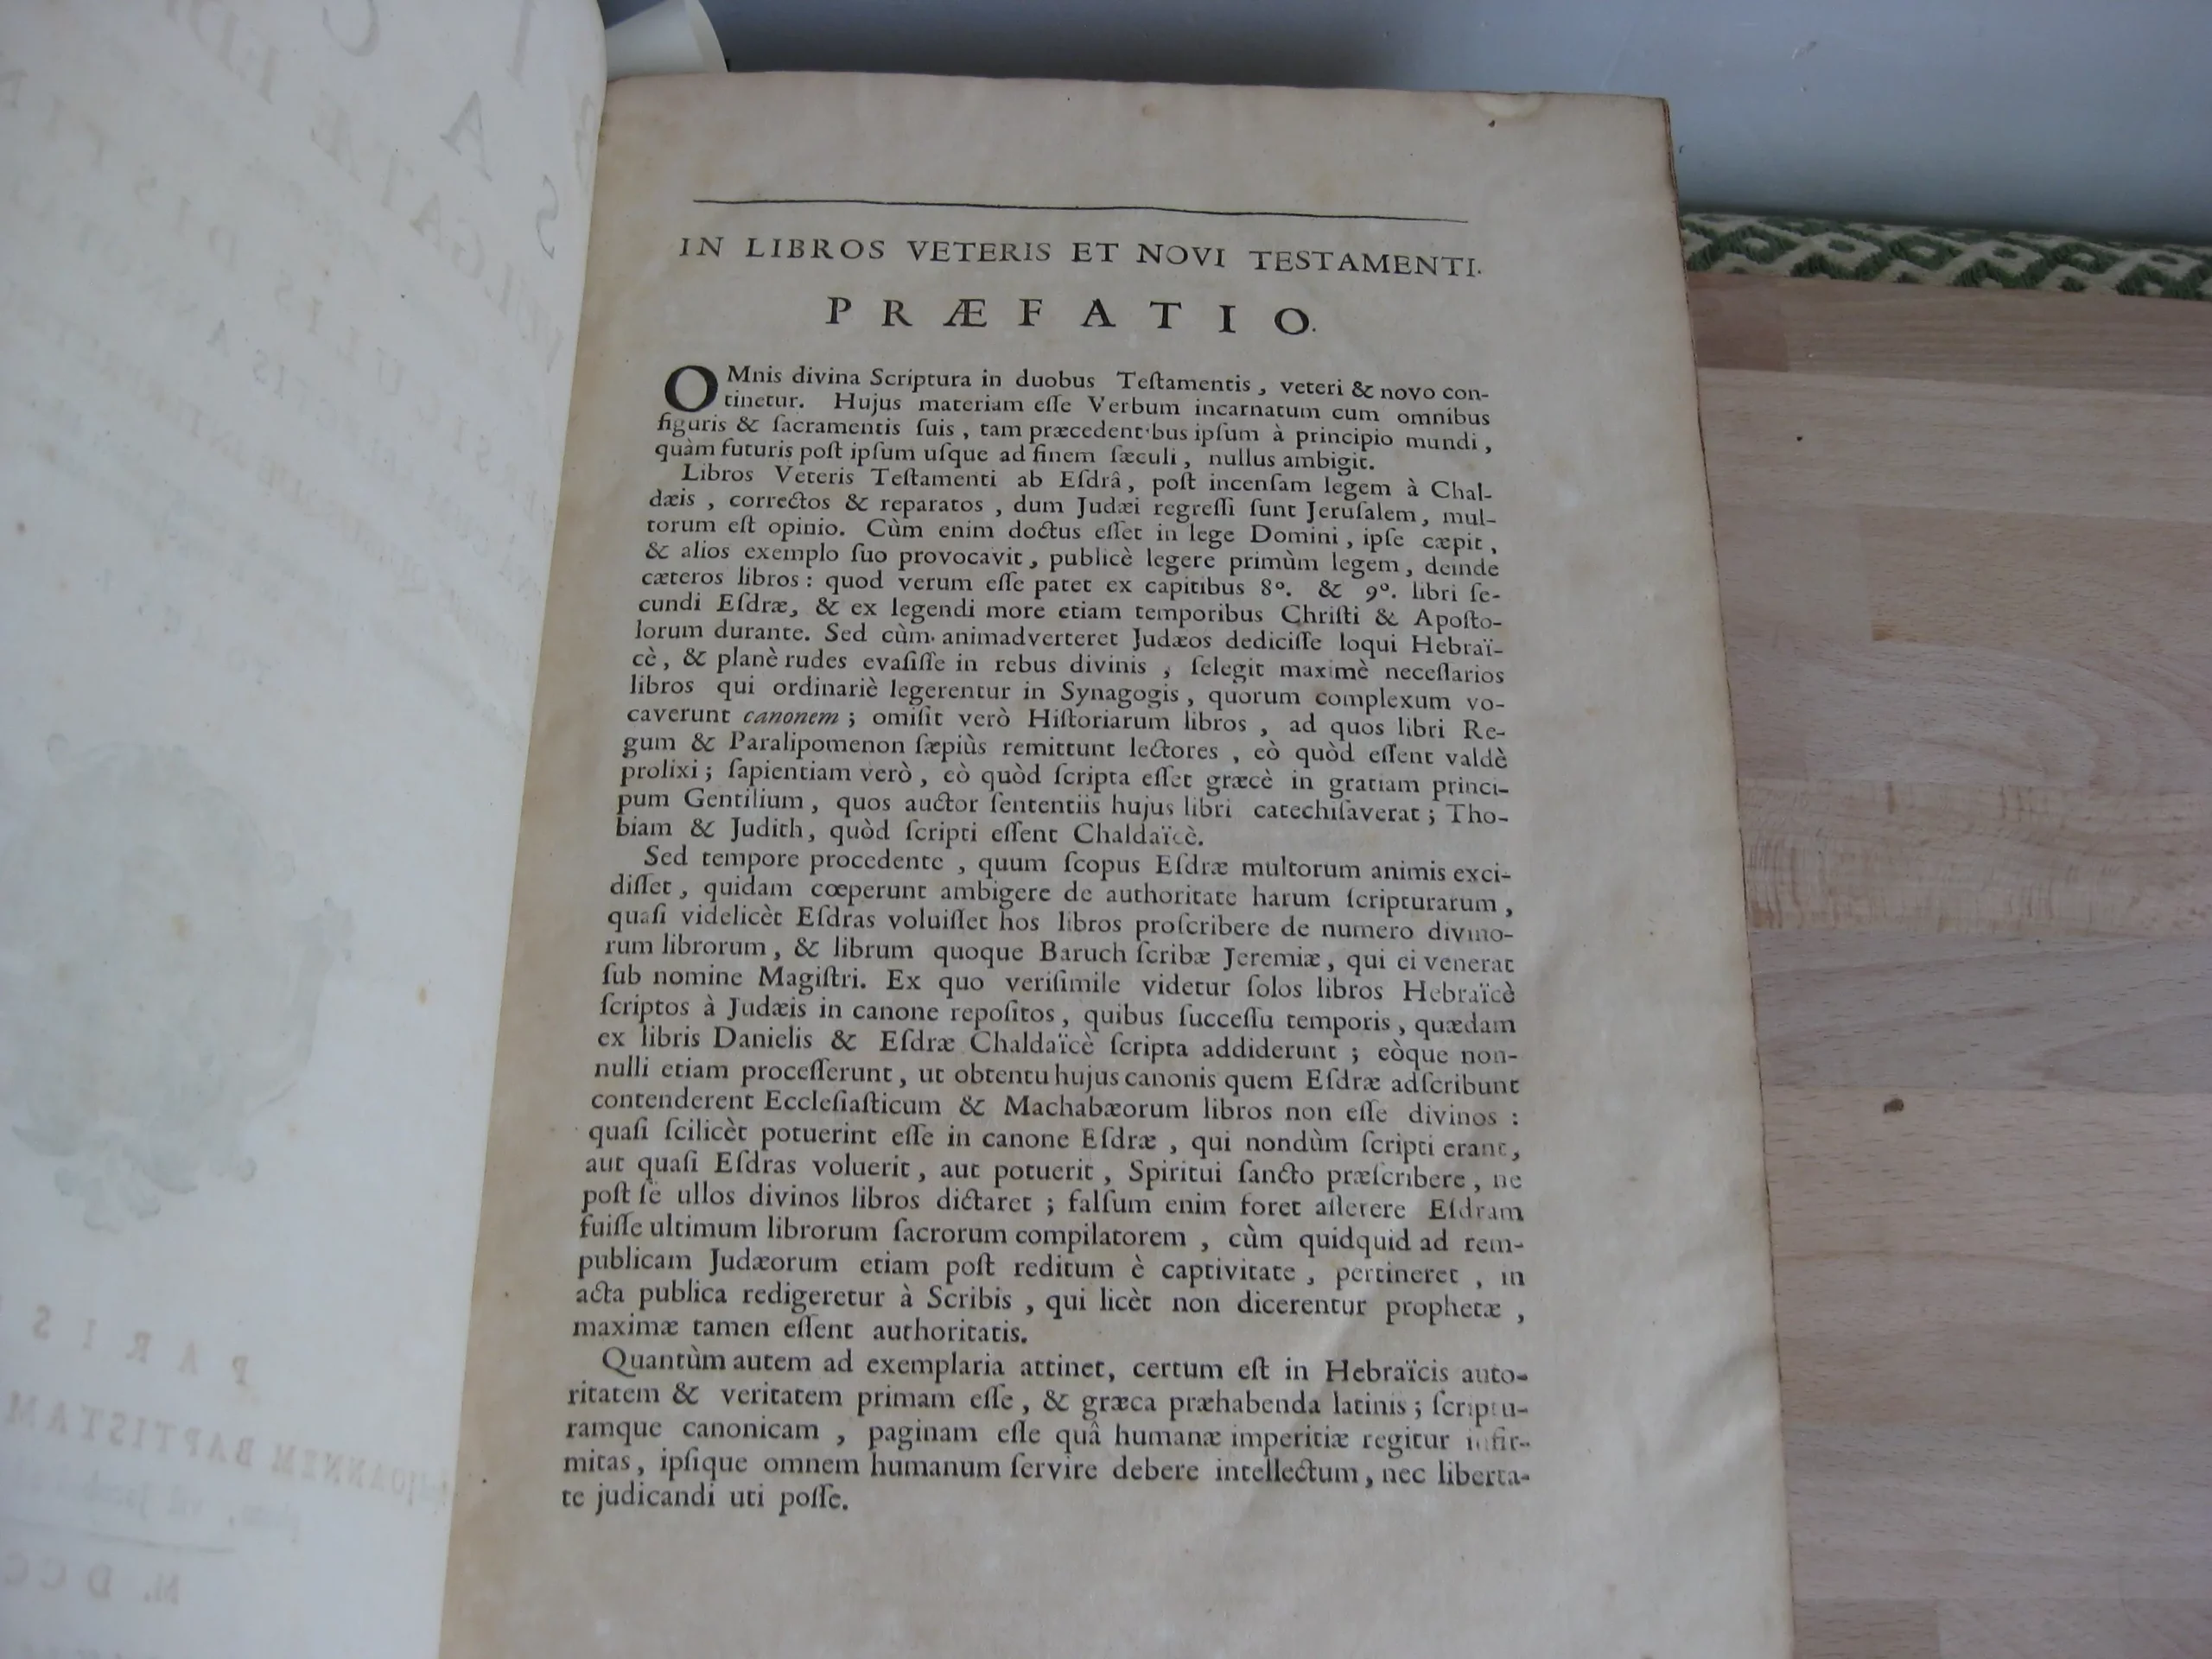 IN LIBROS VETERIS ET NOVI TESTAMENTI.
PRÆFATIO.
OMnis divina Scriptura in duobus Teſtamentis, veteri & novo con-
tinetur. Hujus materiam eſſe Verbum incarnatum cum omnibus
figuris & ſacramentis ſuis, tam præcedentibus ipſum à principio mundi,
quàm futuris poſt ipſum uſque ad finem ſæculi, nullus ambigit.
Libros Veteris Teſtamenti ab Eſdrâ, poſt incenſam legem à Chal-
dæis, correctos & reparatos, dum Judæi regreſſi ſunt Jeruſalem, mul-
torum eſt opinio. Cùm enim doctus eſſet in lege Domini, ipſe cæpit,
& alios exemplo ſuo provocavit, publicè legere primùm legem, deinde
cæteros libros: quod verum eſſe patet ex capitibus 8°. & 9°. libri ſe-
cundi Eſdræ, & ex legendi more etiam temporibus Chriſti & Apoſto-
lorum durante. Sed cùm animadverteret Judæos dediciſſe loqui Hebraï-
cè, & planè rudes evaſiſſe in rebus divinis, ſelegit maximè neceſſarios
libros qui ordinariè legerentur in Synagogis, quorum complexum vo-
caverunt canonem; omiſit verò Hiſtoriarum libros, ad quos libri Re-
gum & Paralipomenon ſæpiùs remittunt lectores, eò quòd eſſent valdè
prolixi; ſapientiam verò, eò quòd ſcripta eſſet græcè in gratiam princi-
pum Gentilium, quos auctor ſententiis hujus libri catechiſaverat; Tho-
biam & Judith, quòd ſcripti eſſent Chaldaïcè.
Sed tempore procedente, quum ſcopus Eſdræ multorum animis exci-
diſſet, quidam cœperunt ambigere de authoritate harum ſcripturarum,
quaſi videlicèt Eſdras voluiſſet hos libros proſcribere de numero divino-
rum librorum, & librum quoque Baruch ſcribæ Jeremiæ, qui ei venerat
ſub nomine Magiſtri. Ex quo veriſimile videtur ſolos libros Hebraïcè
ſcriptos à Judæis in canone repoſitos, quibus ſucceſſu temporis, quædam
ex libris Danielis & Eſdræ Chaldaïcè ſcripta addiderunt; eòque non-
nulli etiam proceſſerunt, ut obtentu hujus canonis quem Eſdræ adſcribunt
contenderent Eccleſiaſticum & Machabæorum libros non eſſe divinos:
quaſi ſcilicèt potuerint eſſe in canone Eſdræ, qui nondùm ſcripti erant,
aut quaſi Eſdras voluerit, aut potuerit, Spiritui ſancto præſcribere, ne
poſt ſe ullos divinos libros dictaret; falſum enim foret aſſerere Eſdram
fuiſſe ultimum librorum ſacrorum compilatorem, cùm quidquid ad rem-
publicam Judæorum etiam poſt reditum è captivitate, pertineret, in
acta publica redigeretur à Scribis, qui licèt non dicerentur prophetæ,
maximæ tamen eſſent authoritatis.
Quantùm autem ad exemplaria attinet, certum eſt in Hebraïcis auto-
ritatem & veritatem primam eſſe, & græca præhabenda latinis; ſcriptu-
ramque canonicam, paginam eſſe quâ humanæ imperitiæ regitur infir-
mitas, ipſique omnem humanum ſervire debere intellectum, nec liberta-
te judicandi uti poſſe.